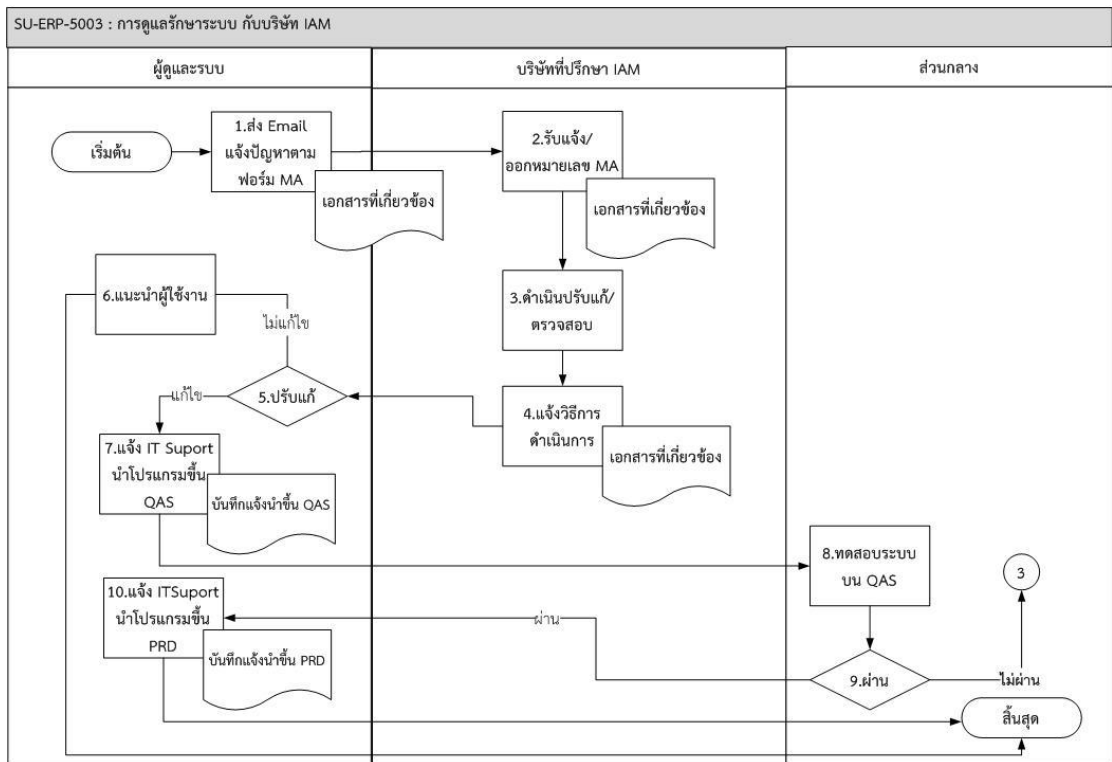 SU-ERP-5003 : การดูแลรักษาระบบ กับบริษัท IAM
ผู้ดูและรบบ
บริษัทที่ปรึกษา IAM
ส่วนกลาง
เริ่มต้น
1.ส่ง Email
แจ้งปัญหาตาม
ฟอร์ม MA
เอกสารที่เกี่ยวข้อง
2.รับแจ้ง/
ออกหมายเลข MA
เอกสารที่เกี่ยวข้อง
3.ดำเนินปรับแก้/
ตรวจสอบ
4.แจ้งวิธีการ
ดำเนินการ
เอกสารที่เกี่ยวข้อง
5.ปรับแก้
ไม่แก้ไข
แก้ไข
6.แนะนำผู้ใช้งาน
7.แจ้ง IT Suport
นำโปรแกรมขึ้น
QAS
บันทึกแจ้งนำขึ้น QAS
8.ทดสอบระบบ
บน QAS
9.ผ่าน
ผ่าน
ไม่ผ่าน
3
10.แจ้ง ITSuport
นำโปรแกรมขึ้น
PRD
บันทึกแจ้งนำขึ้น PRD
สิ้นสุด